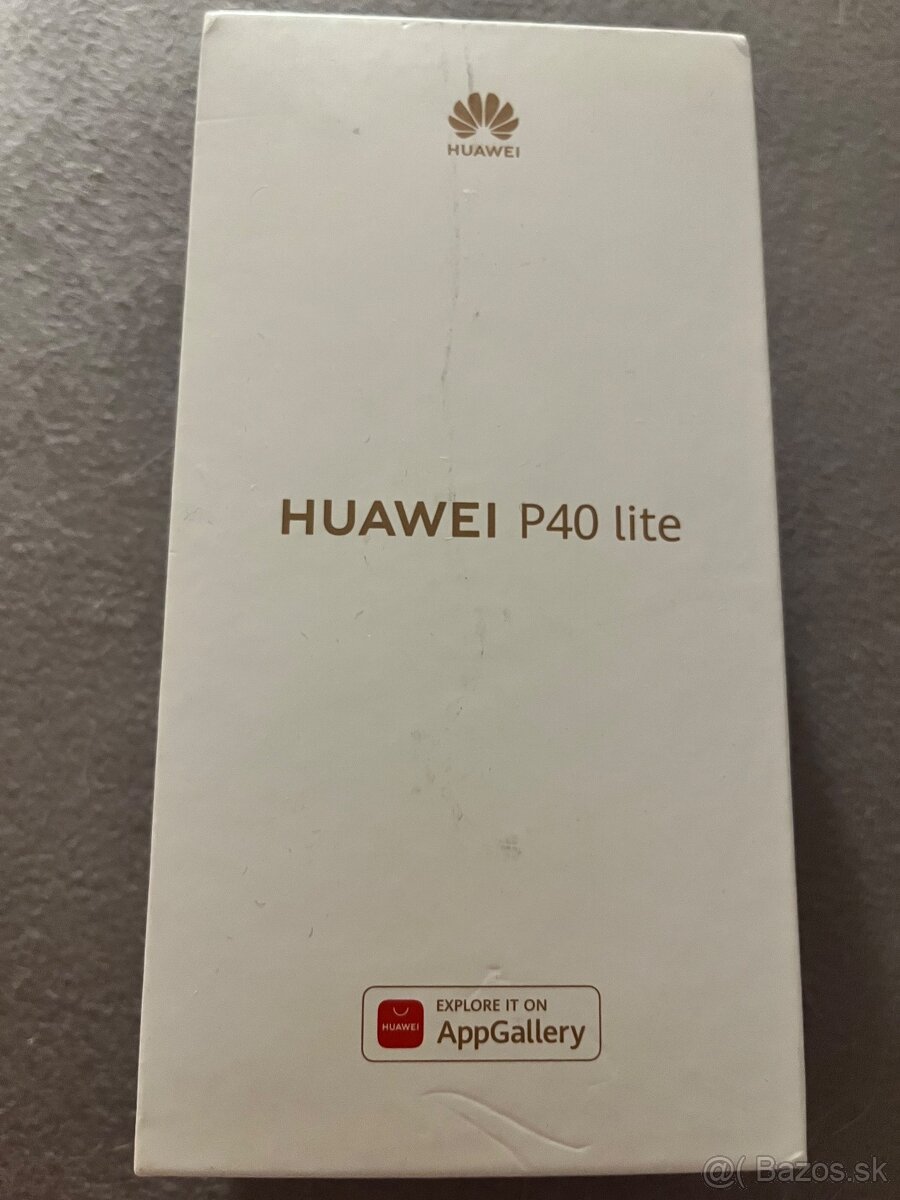 HUAWEI
HUAWEI P40 lite
HUAWEI
EXPLORE IT ON
AppGallery
@( Bazos.sk